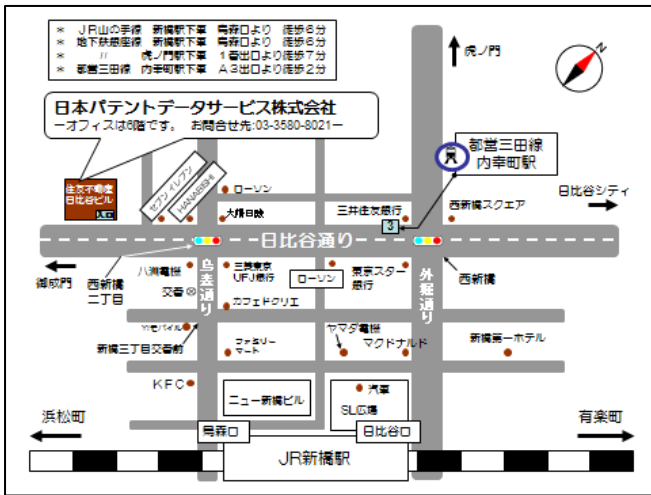 * JR山の手線 新橋駅下車 烏森口より 徒歩6分
* 地下鉄銀座線 新橋駅下車 烏森口より 徒歩6分
* 〃 虎ノ門駅下車 1番出口より徒歩7分
* 都営三田線 内幸町駅下車 A3出口より徒歩2分
虎ノ門
N
日本パテントデータサービス株式会社
ーオフィスは6階です。 お問合せ先:03-3580-8021ー
都営三田線
内幸町駅
住友不動産
日比谷ビル
入口
セブンイレブン
HANABISHI
ローソン
大陽日酸
三井住友銀行
3
西新橋スクエア
日比谷シティ
日比谷通り
御成門
西新橋
二丁目
八洲電機
交番
烏森通り
三菱東京
UFJ銀行
カフェドクリエ
ローソン
東京スター
銀行
外堀通り
西新橋
Y!モバイル
新橋三丁目交番前
ファミリー
マート
ヤマダ電機
マクドナルド
新橋第一ホテル
KFC
ニュー新橋ビル
汽車
SL広場
浜松町
烏森口
日比谷口
有楽町
JR新橋駅